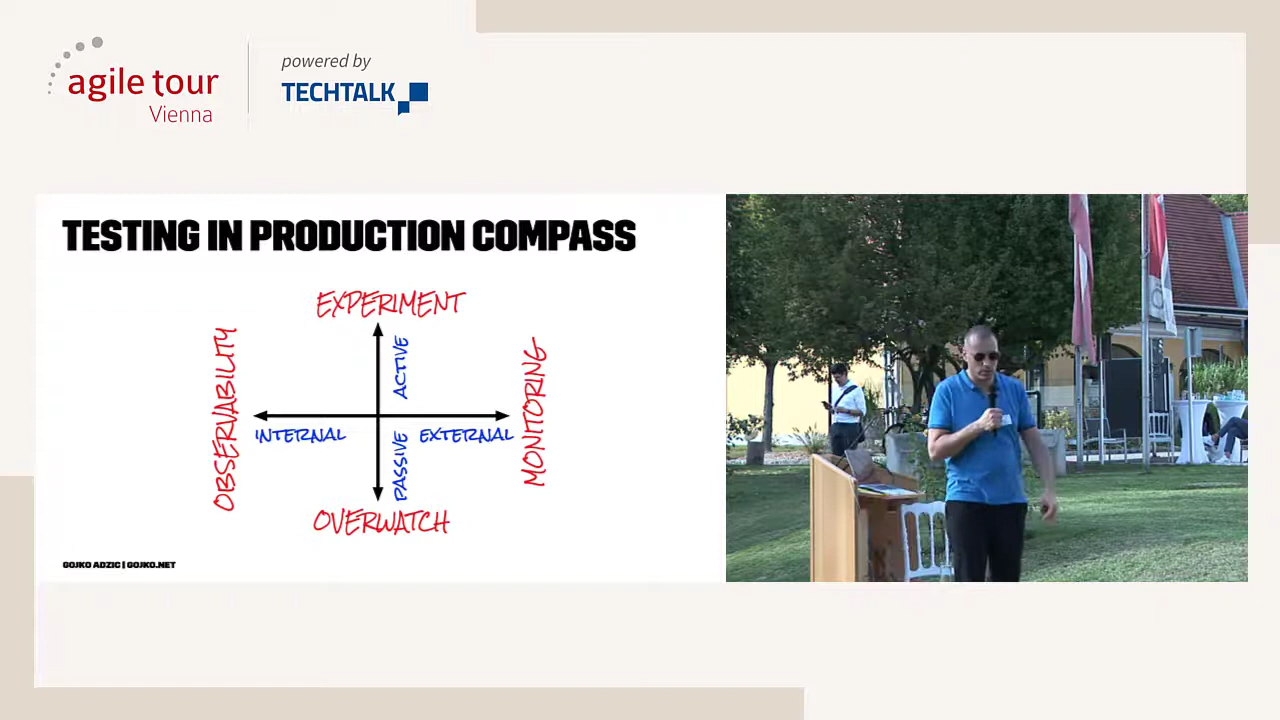 agile tour
Vienna
powered by
TECHTALK
TESTING IN PRODUCTION COMPASS
EXPERIMENT
OBSERVABILITY
ACTIVE
MONITORING
INTERNAL
EXTERNAL
PASSIVE
OVERWATCH
GOJKO ADZIC | GOJKO.NET